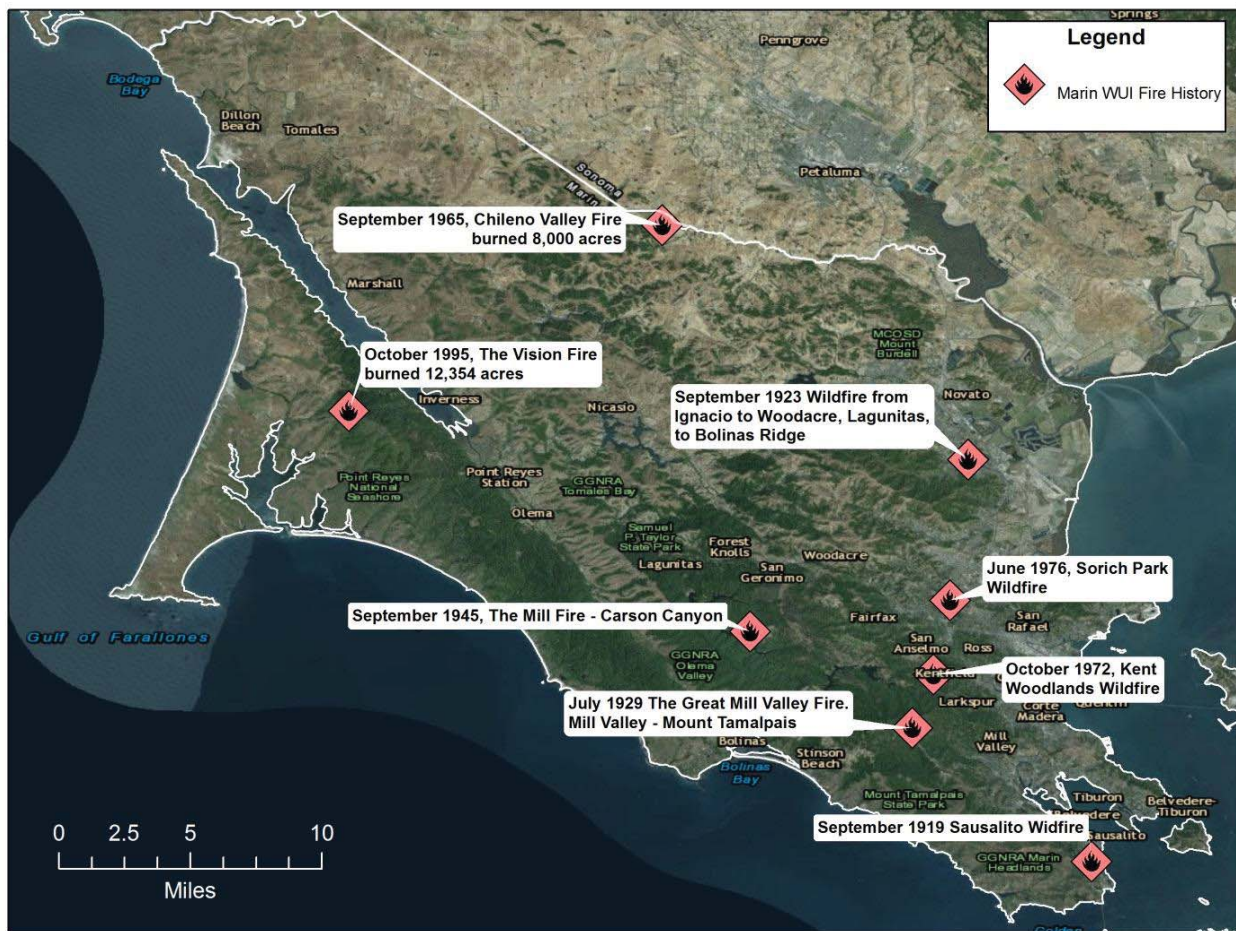 Springs
Legend
Marin WUI Fire History
Penngrove
Bodega
Bay
Dillon
Beach
Tomales
Petaluma
Sonoma
Marin
September 1965, Chileno Valley Fire
burned 8,000 acres
Marshall
MCOSD
Mount
Burdell
October 1995, The Vision Fire
burned 12,354 acres
Inverness
Nicasio
September 1923 Wildfire from
Ignacio to Woodacre, Lagunitas,
to Bolinas Ridge
Novato
Point Reyes
National
Seashore
Point Reyes
Station
GGNRA
Tomales Bay
Olema
Samuel
P. Taylor
State Park
Forest
Knolls
Woodacre
Lagunitas
San
Geronimo
June 1976, Sorich Park
Wildfire
September 1945, The Mill Fire - Carson Canyon
Fairfax
San
Rafael
Gulf of Farallones
San
Anselmo
Ross
GGNRA
Olema
Valley
Kentfield
October 1972, Kent
Woodlands Wildfire
July 1929 The Great Mill Valley Fire.
Mill Valley - Mount Tamalpais
Larkspur
Corte
Madera
Quentin
Bolinas
Stinson
Beach
Mill
Valley
Bolinas
Bay
Mount Tamalpais
State Park
Tiburon
Belvedere
Belvedere-
Tiburon
September 1919 Sausalito Widfire
Sausalito
GGNRA Marin
Headlands
0 2.5 5 10
Miles